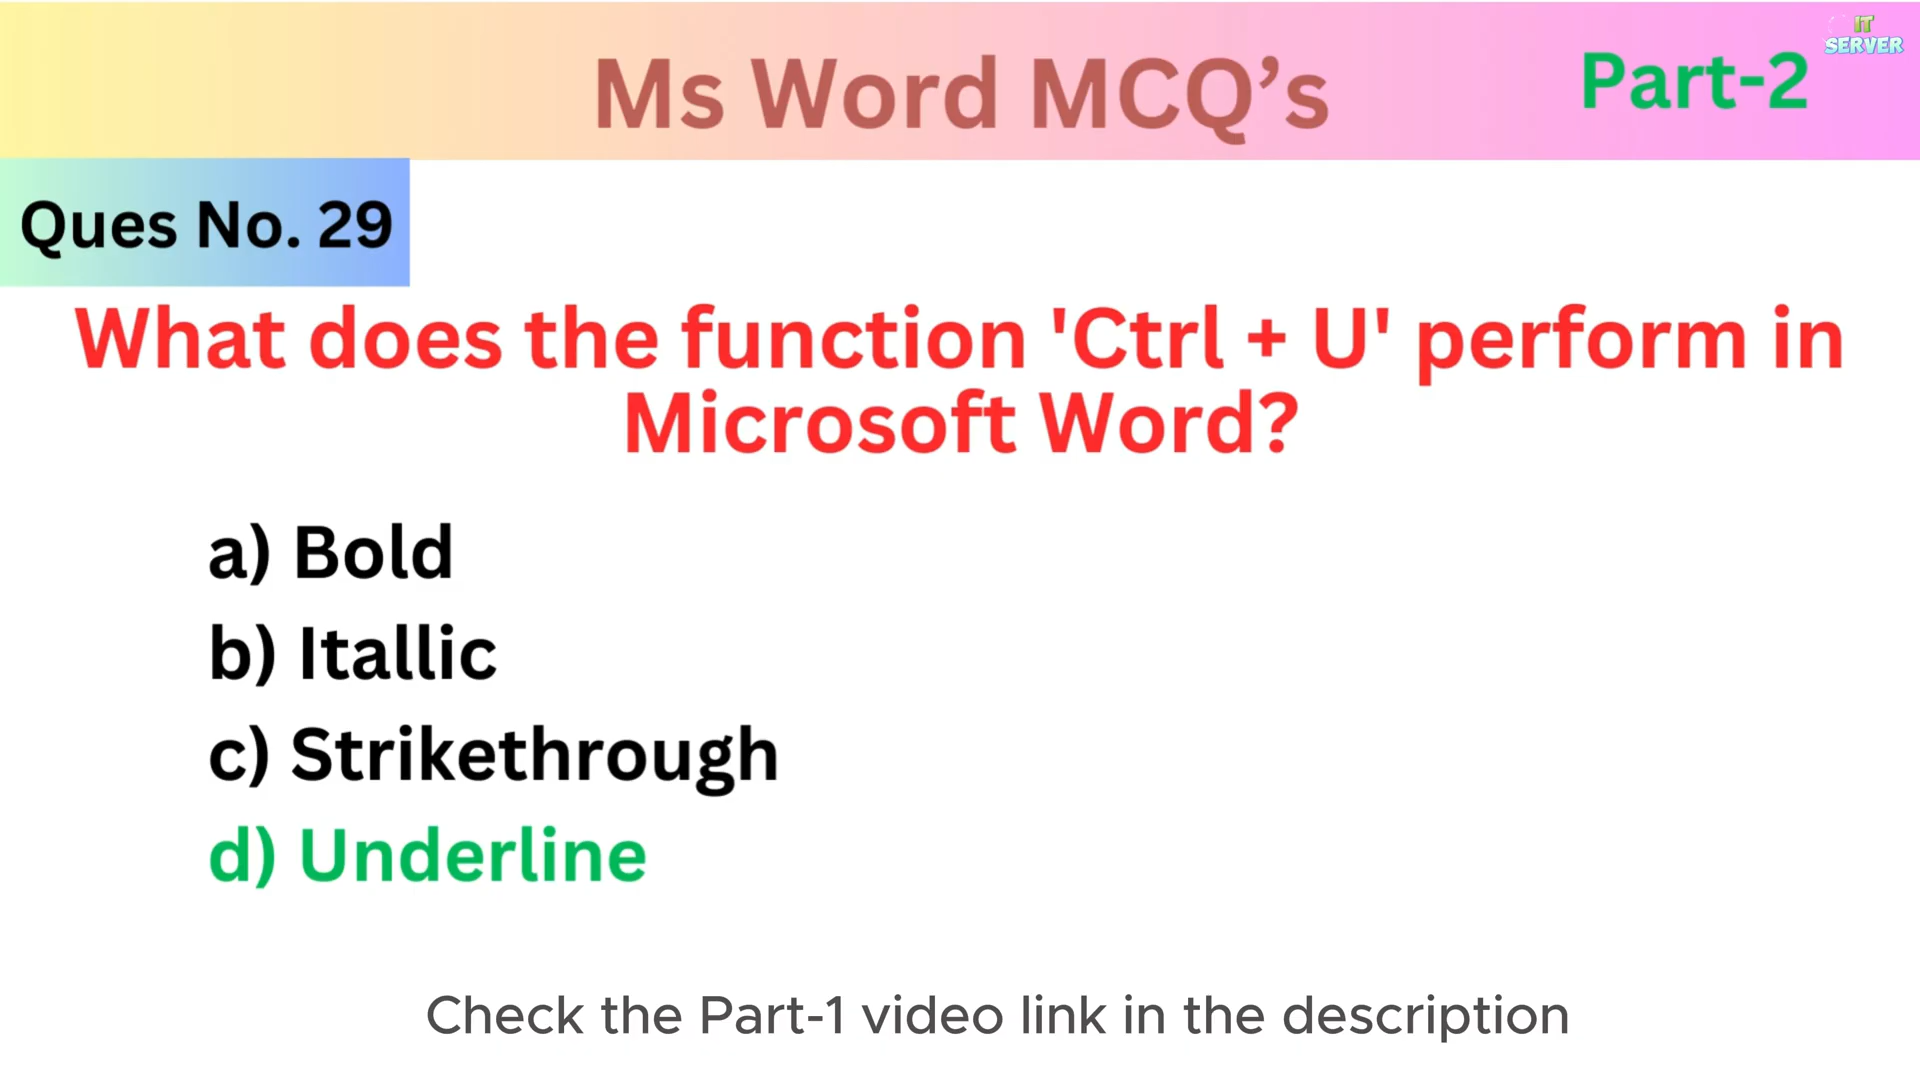 IT
SERVER
Ms Word MCQ’s
Part-2
Ques No. 29
What does the function 'Ctrl + U' perform in
Microsoft Word?
a) Bold
b) Itallic
c) Strikethrough
d) Underline
Check the Part-1 video link in the description